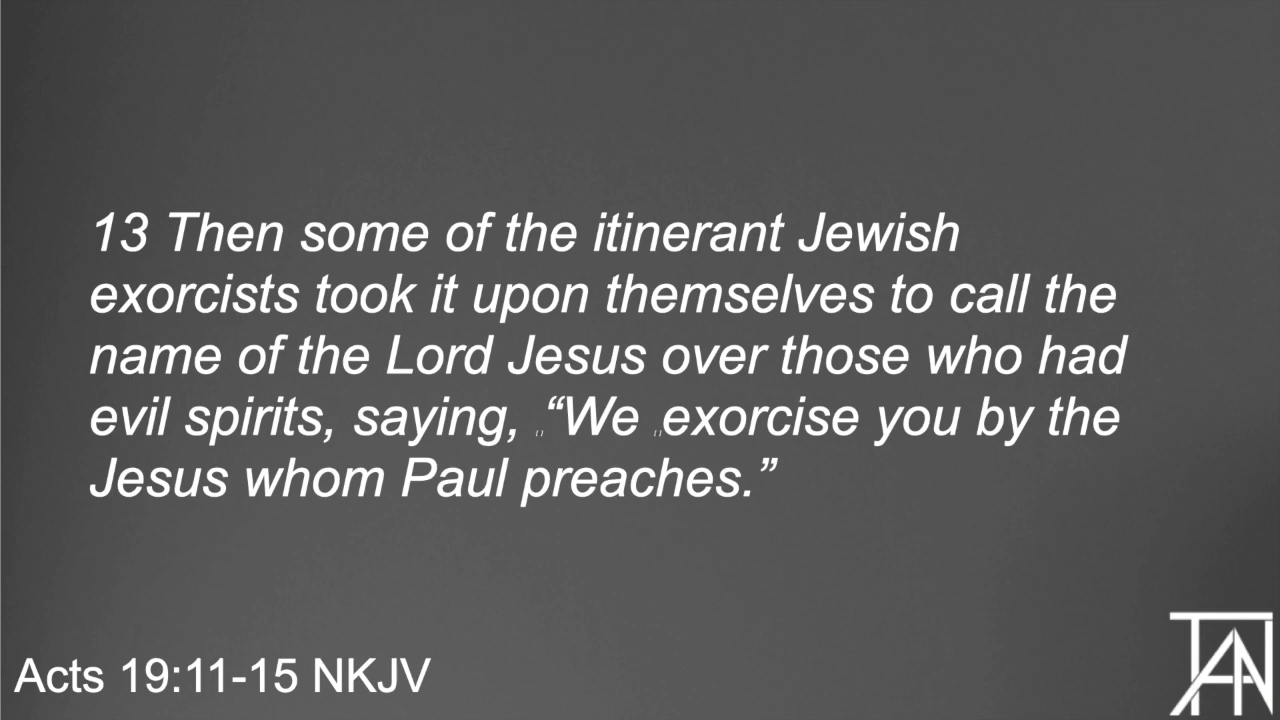 13 Then some of the itinerant Jewish
exorcists took it upon themselves to call the
name of the Lord Jesus over those who had
evil spirits, saying, “We exorcise you by the
Jesus whom Paul preaches.”
Acts 19:11-15 NKJV